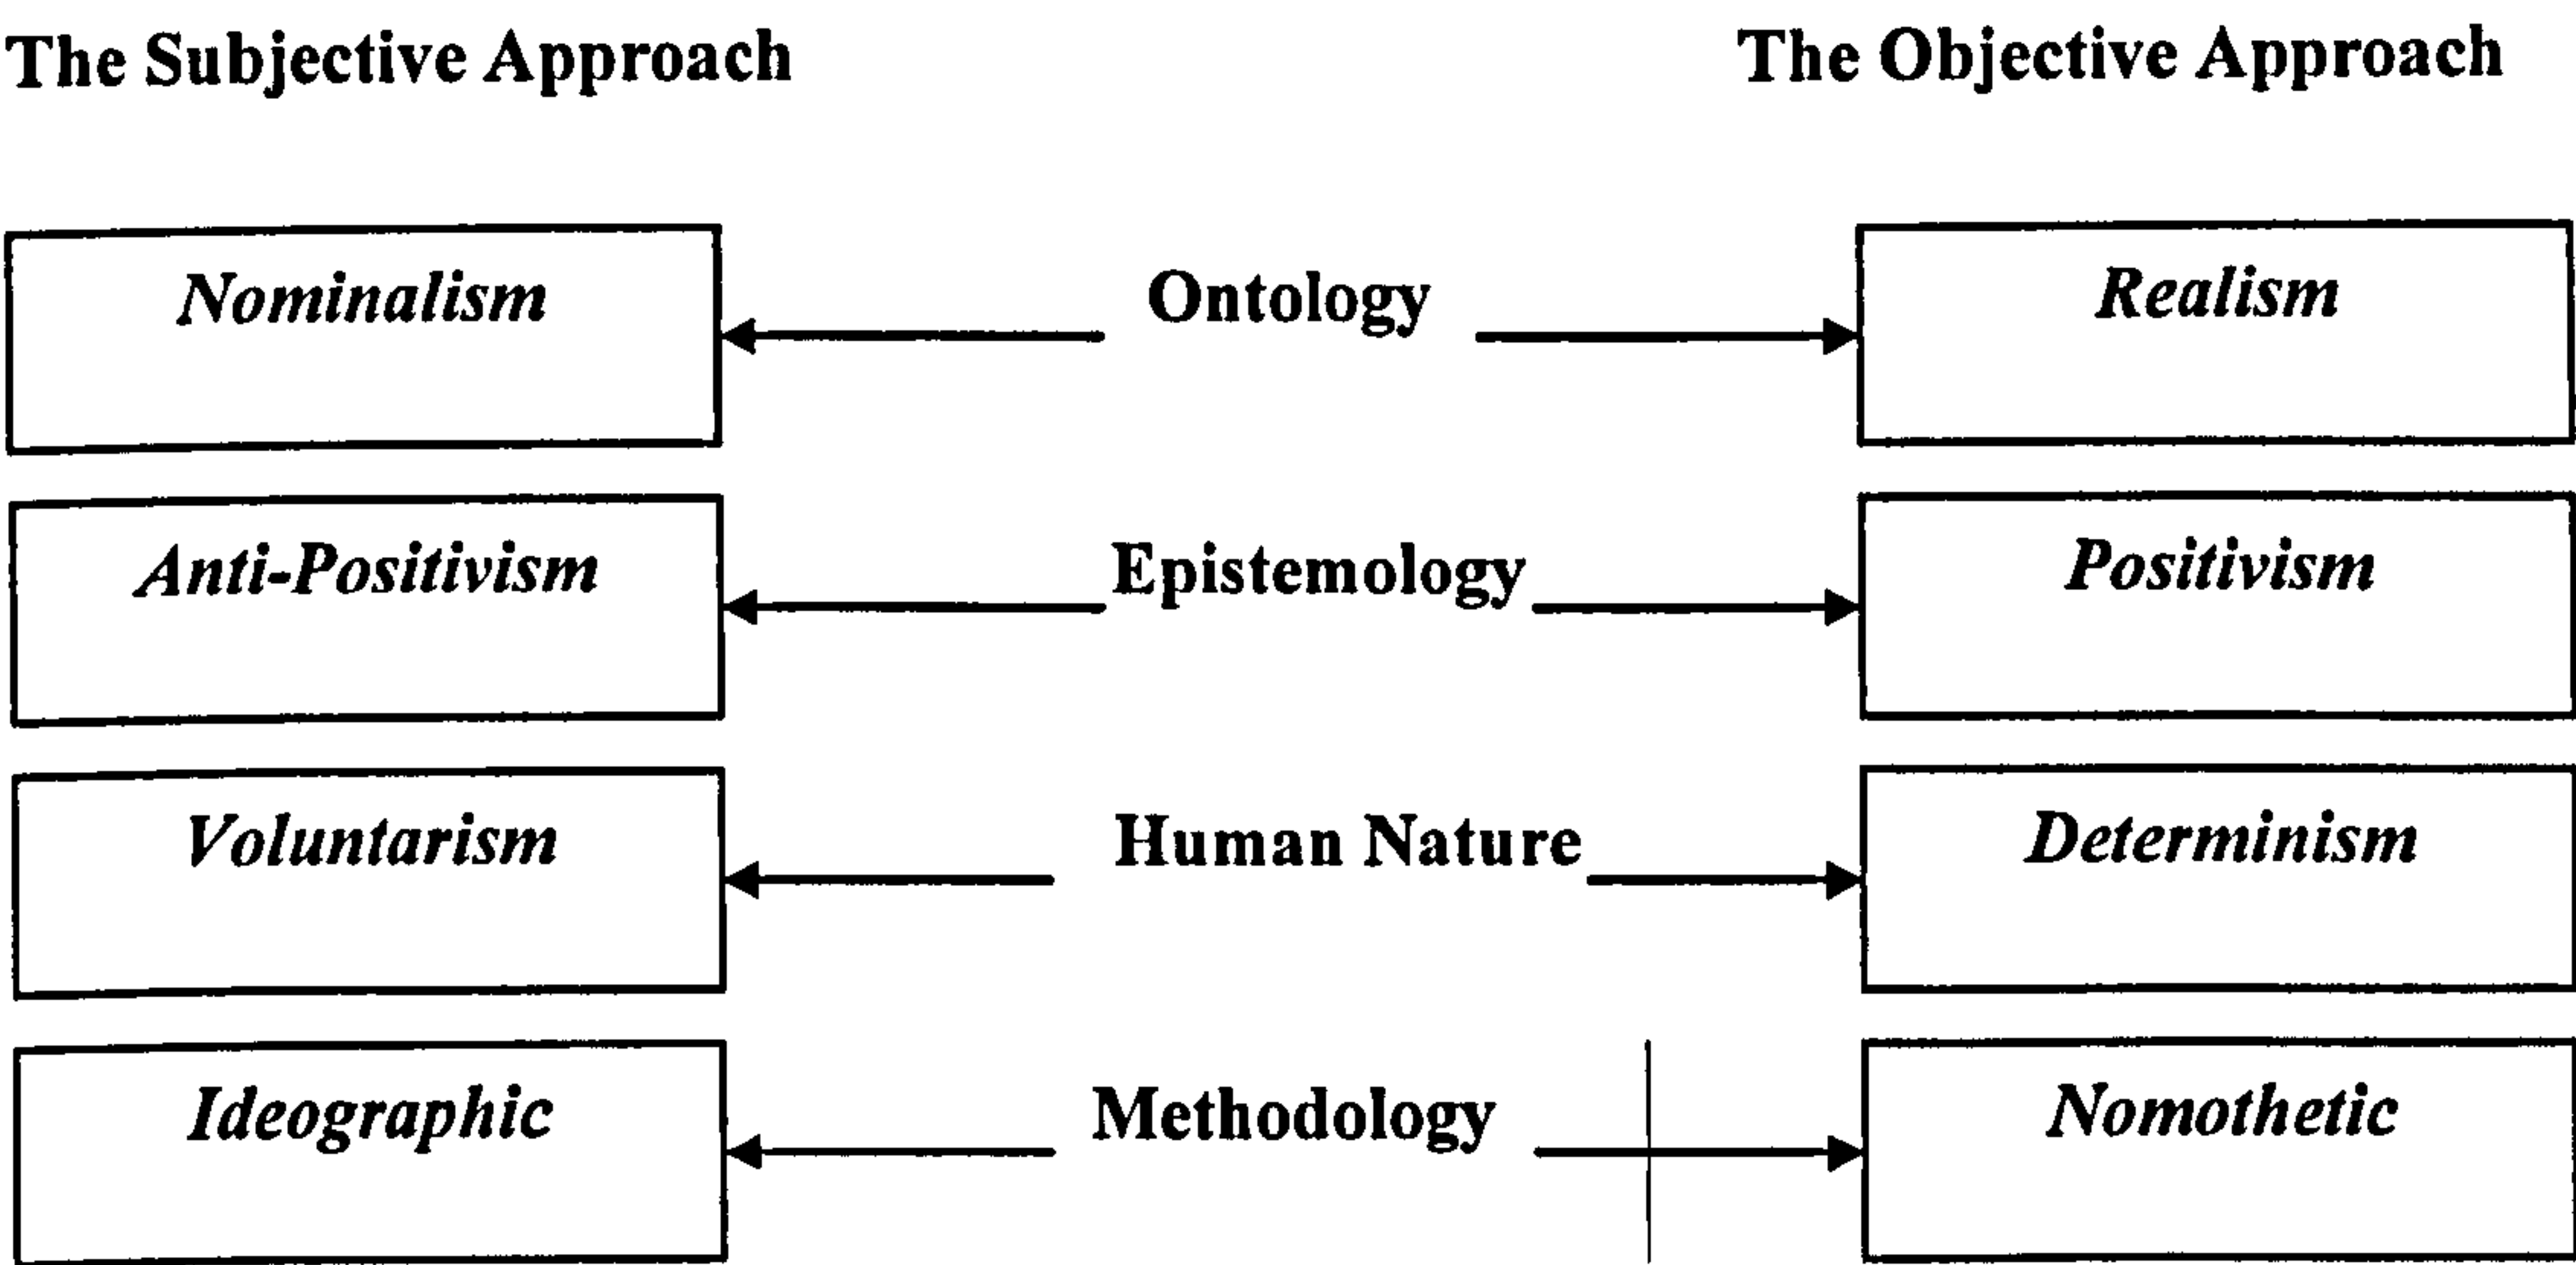 The Subjective Approach The Objective Approach
Nominalism Ontology Realism
Anti-Positivism Epistemology Positivism
Voluntarism Human Nature Determinism
Ideographic Methodology Nomothetic